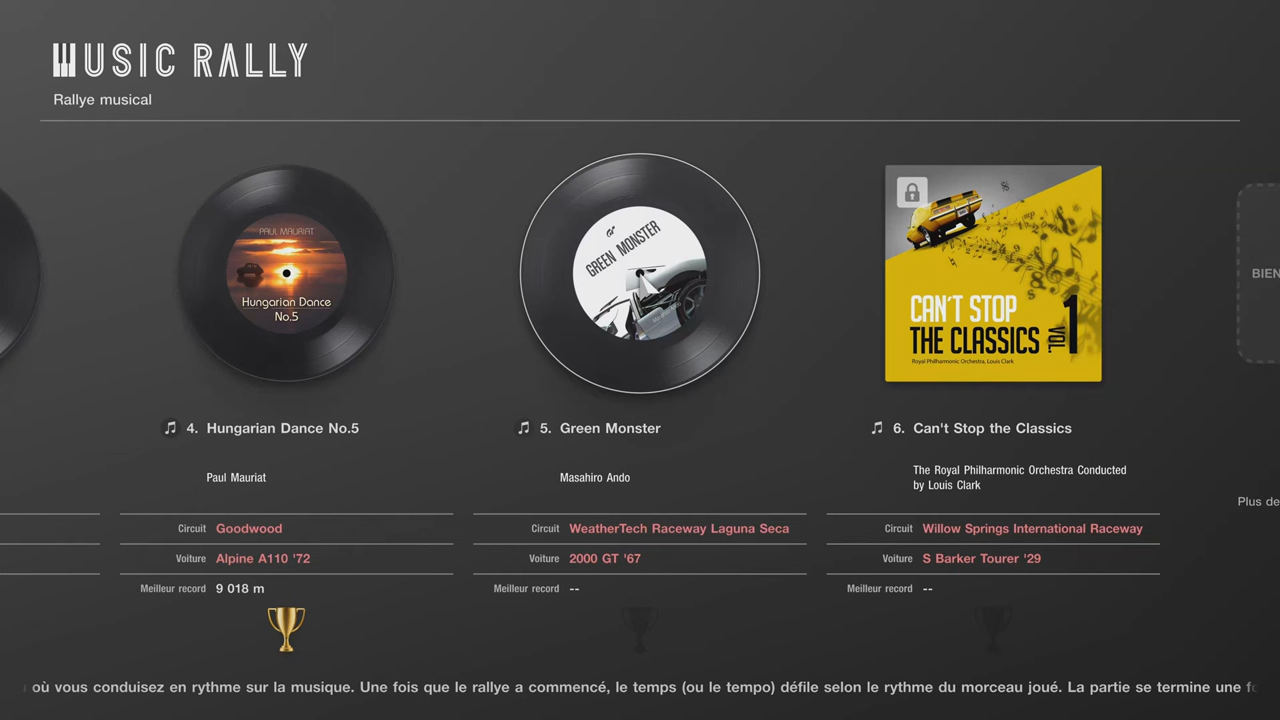 MUSIC RALLY
Rallye musical
PAUL MAURIAT
Hungarian Dance
No.5
GREEN MONSTER
CAN'T STOP
THE CLASSICS VOL. 1
Royal Philharmonic Orchestra, Louis Clark
BIEN
4. Hungarian Dance No.5
Paul Mauriat
Circuit Goodwood
Voiture Alpine A110 '72
Meilleur record 9 018 m
5. Green Monster
Masahiro Ando
Circuit WeatherTech Raceway Laguna Seca
Voiture 2000 GT '67
Meilleur record --
6. Can't Stop the Classics
The Royal Philharmonic Orchestra Conducted
by Louis Clark
Circuit Willow Springs International Raceway
Voiture S Barker Tourer '29
Meilleur record --
Plus de
où vous conduisez en rythme sur la musique. Une fois que le rallye a commencé, le temps (ou le tempo) défile selon le rythme du morceau joué. La partie se termine une